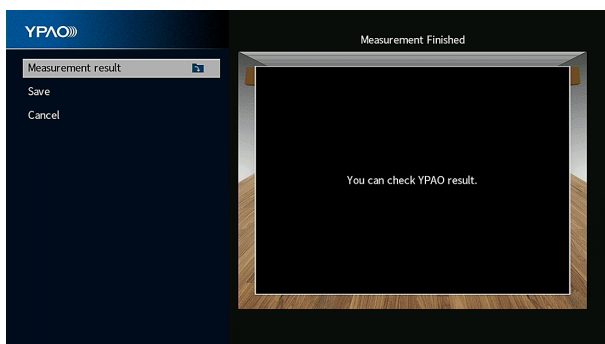 YPAO
Measurement Finished
Measurement result
Save
Cancel
You can check YPAO result.